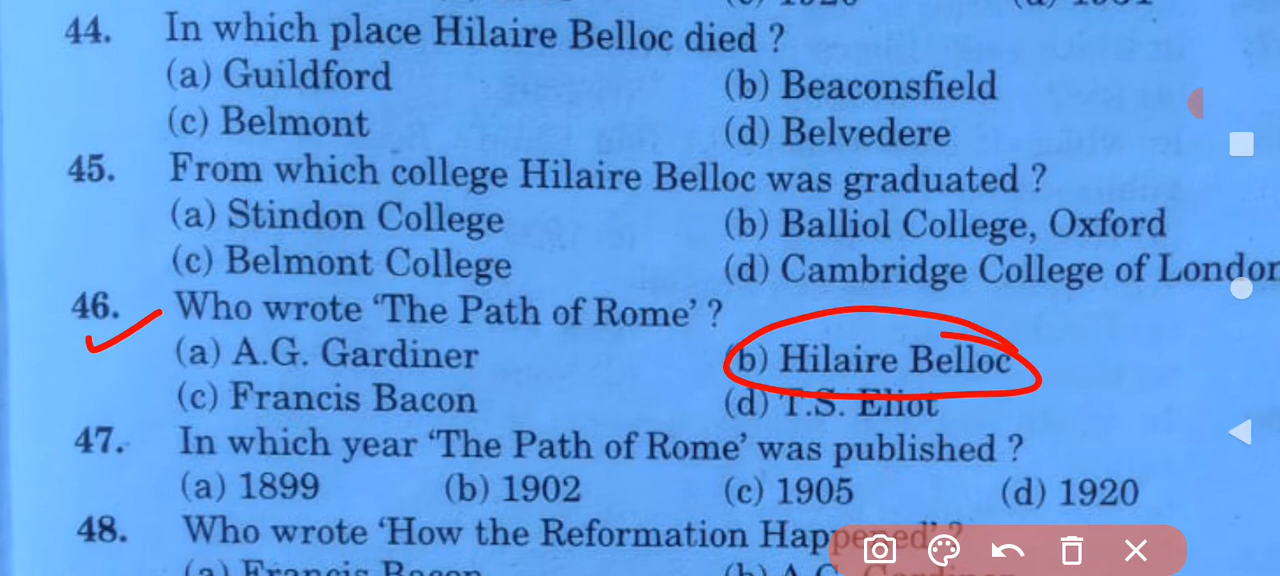 44. In which place Hilaire Belloc died ?
(a) Guildford (b) Beaconsfield
(c) Belmont (d) Belvedere
45. From which college Hilaire Belloc was graduated ?
(a) Stindon College (b) Balliol College, Oxford
(c) Belmont College (d) Cambridge College of London
46. Who wrote ‘The Path of Rome’ ?
(a) A.G. Gardiner (b) Hilaire Belloc
(c) Francis Bacon (d) T.S. Eliot
47. In which year ‘The Path of Rome’ was published ?
(a) 1899 (b) 1902 (c) 1905 (d) 1920
48. Who wrote ‘How the Reformation Happened’ ?
(a) Francis Bacon (b) A.G. Gardiner